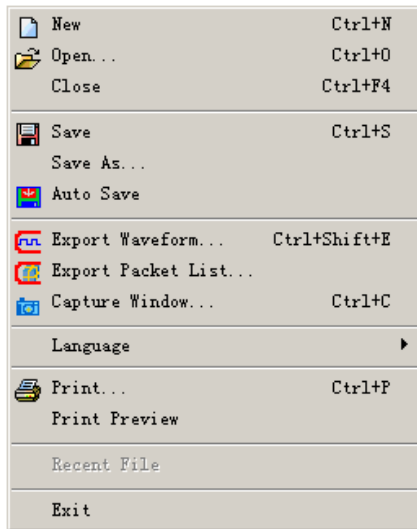 New Ctrl+N
Open... Ctrl+O
Close Ctrl+F4
Save Ctrl+S
Save As...
Auto Save
Export Waveform... Ctrl+Shift+E
Export Packet List...
Capture Window... Ctrl+C
Language
Print... Ctrl+P
Print Preview
Recent File
Exit